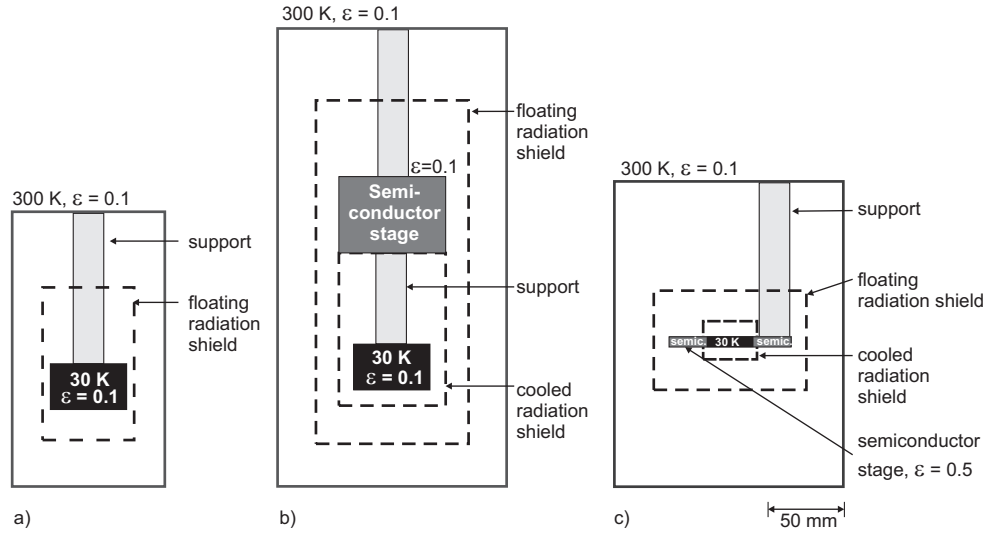 300 K, ε = 0.1
support
floating
radiation
shield
30 K
ε = 0.1
a)
300 K, ε = 0.1
floating
radiation
shield
ε=0.1
Semi-
conductor
stage
support
30 K
ε = 0.1
cooled
radiation
shield
b)
300 K, ε = 0.1
support
floating
radiation shield
semic. 30 K semic.
cooled
radiation
shield
semiconductor
stage, ε = 0.5
50 mm
c)